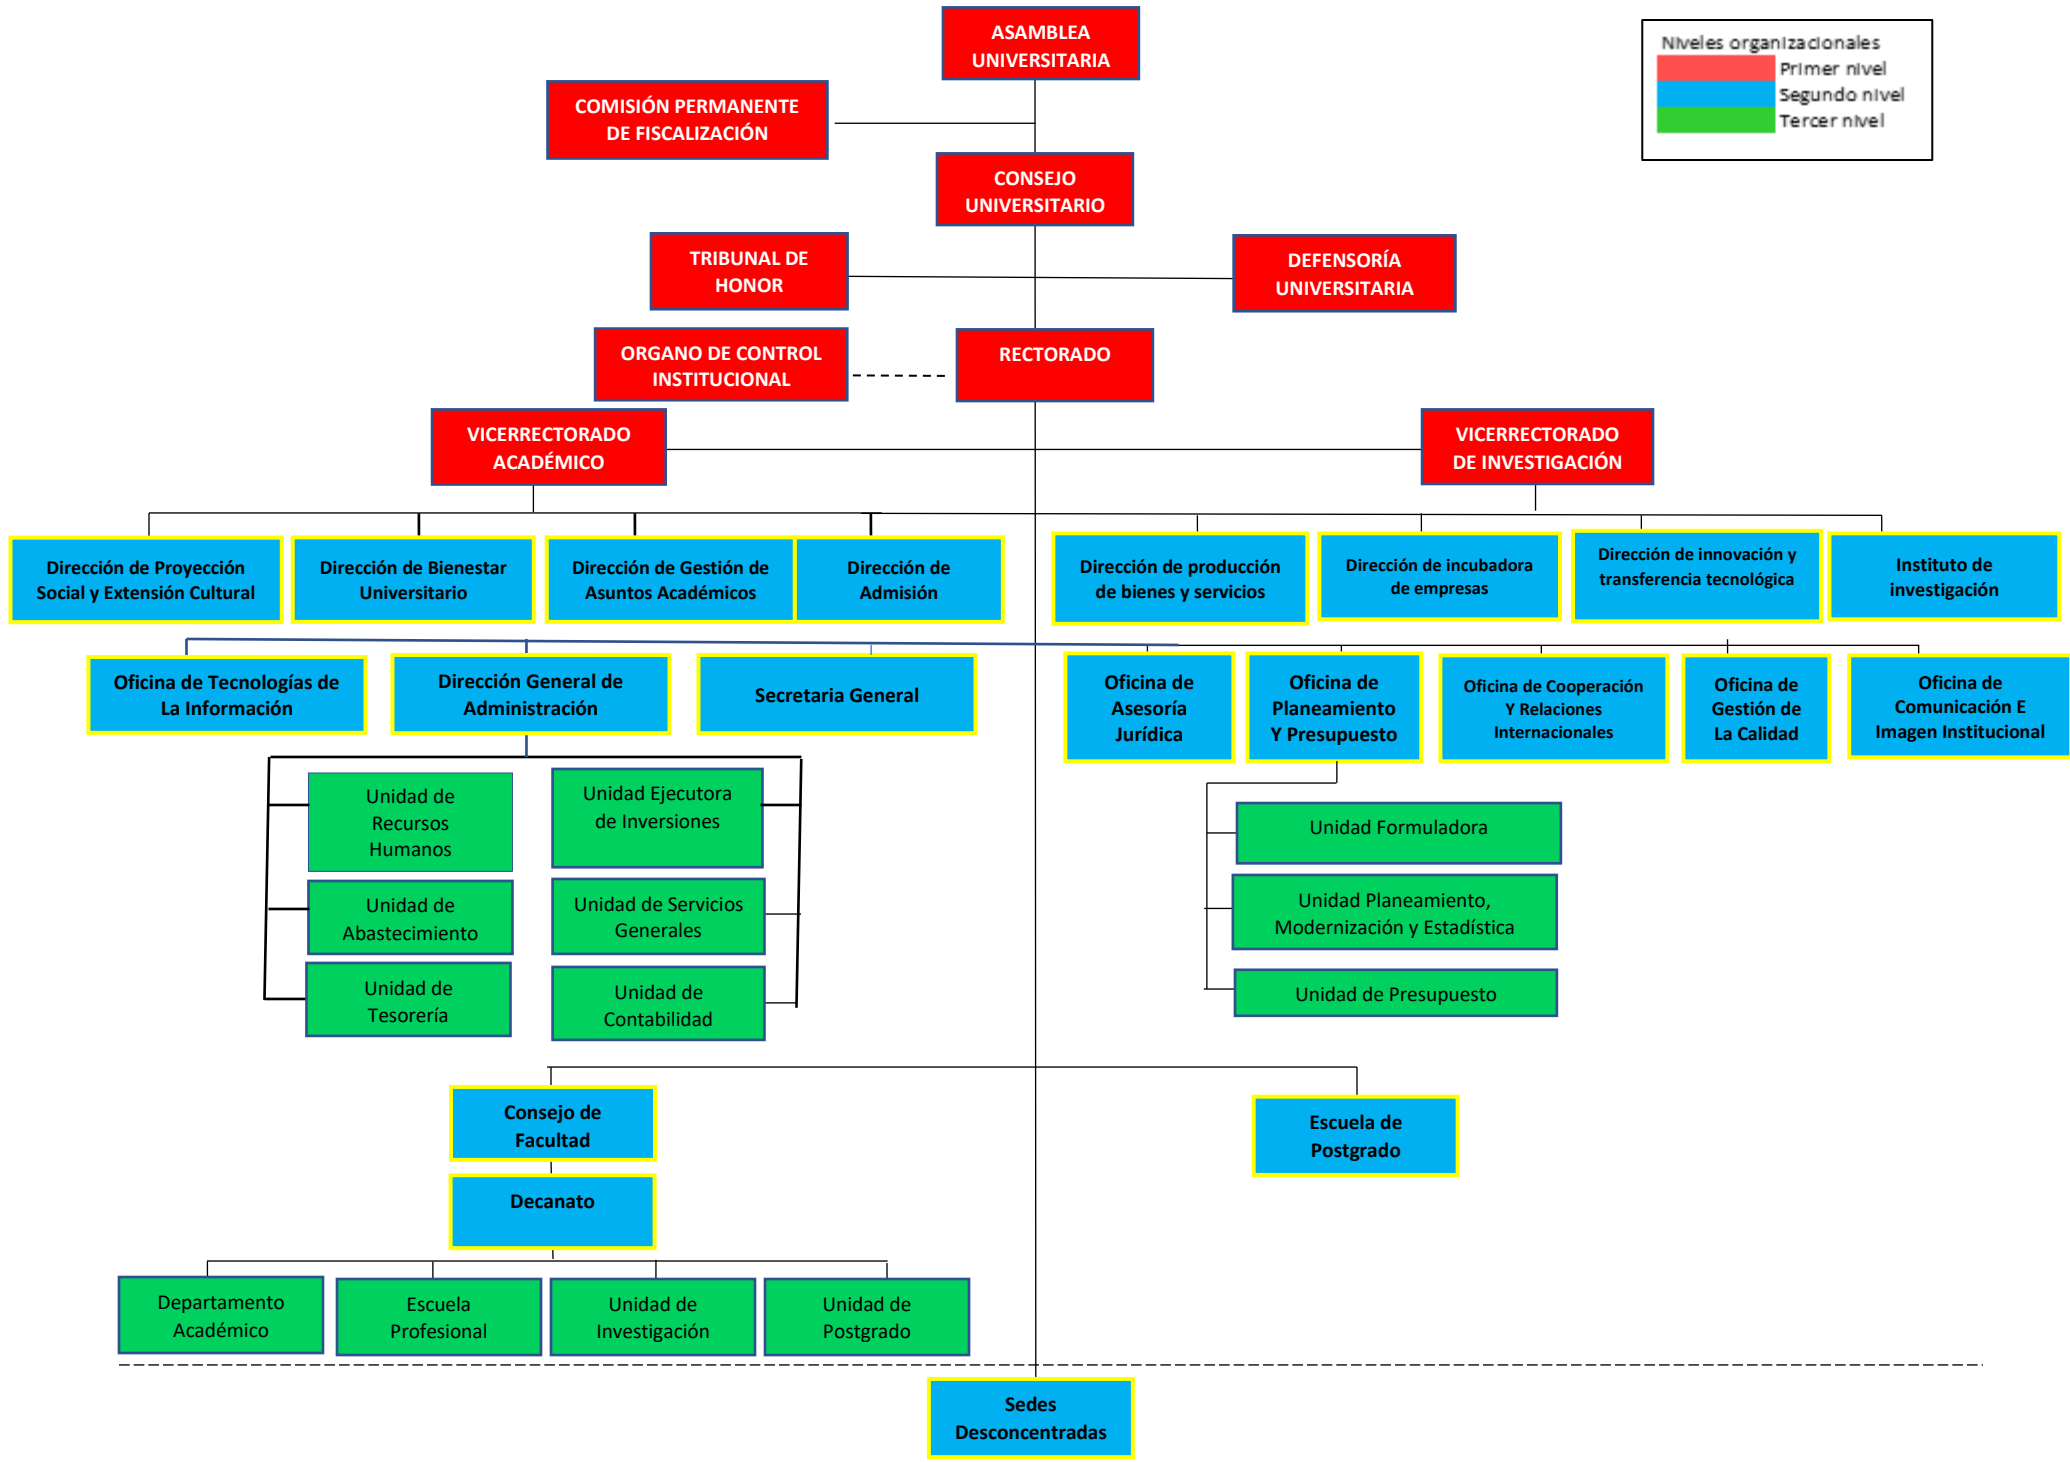 ASAMBLEA
UNIVERSITARIA
Niveles organizacionales
Primer nivel
Segundo nivel
Tercer nivel
COMISIÓN PERMANENTE
DE FISCALIZACIÓN
CONSEJO
UNIVERSITARIO
TRIBUNAL DE
HONOR
DEFENSORÍA
UNIVERSITARIA
ORGANO DE CONTROL
INSTITUCIONAL
RECTORADO
VICERRECTORADO
ACADÉMICO
VICERRECTORADO
DE INVESTIGACIÓN
Dirección de Proyección
Social y Extensión Cultural
Dirección de Bienestar
Universitario
Dirección de Gestión de
Asuntos Académicos
Dirección de
Admisión
Dirección de producción
de bienes y servicios
Dirección de incubadora
de empresas
Dirección de innovación y
transferencia tecnológica
Instituto de
investigación
Oficina de Tecnologías de
La Información
Dirección General de
Administración
Secretaria General
Oficina de
Asesoría
Jurídica
Oficina de
Planeamiento
Y Presupuesto
Oficina de Cooperación
Y Relaciones
Internacionales
Oficina de
Gestión de
La Calidad
Oficina de
Comunicación E
Imagen Institucional
Unidad de
Recursos
Humanos
Unidad Ejecutora
de Inversiones
Unidad de
Abastecimiento
Unidad de Servicios
Generales
Unidad de
Tesorería
Unidad de
Contabilidad
Unidad Formuladora
Unidad Planeamiento,
Modernización y Estadística
Unidad de Presupuesto
Consejo de
Facultad
Escuela de
Postgrado
Decanato
Departamento
Académico
Escuela
Profesional
Unidad de
Investigación
Unidad de
Postgrado
Sedes
Desconcentradas